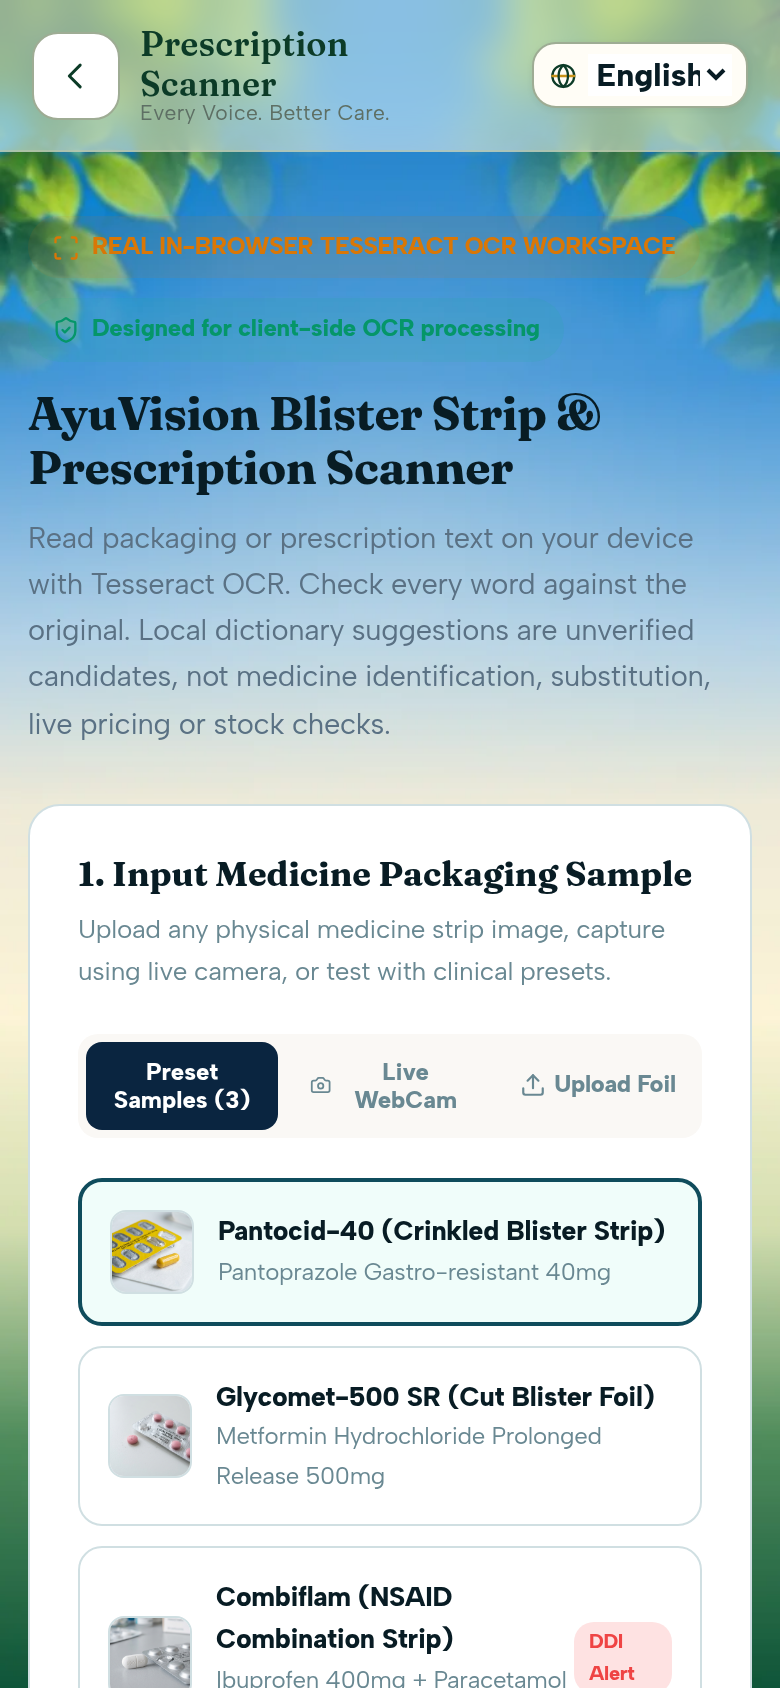 Prescription
Scanner
Every Voice. Better Care.
English
REAL IN-BROWSER TESSERACT OCR WORKSPACE
Designed for client-side OCR processing
AyuVision Blister Strip &
Prescription Scanner
Read packaging or prescription text on your device
with Tesseract OCR. Check every word against the
original. Local dictionary suggestions are unverified
candidates, not medicine identification, substitution,
live pricing or stock checks.
1. Input Medicine Packaging Sample
Upload any physical medicine strip image, capture
using live camera, or test with clinical presets.
Preset
Samples (3)
Live
WebCam
Upload Foil
Pantocid-40 (Crinkled Blister Strip)
Pantoprazole Gastro-resistant 40mg
Glycomet-500 SR (Cut Blister Foil)
Metformin Hydrochloride Prolonged
Release 500mg
Combiflam (NSAID
Combination Strip)
Ibuprofen 400mg + Paracetamol
DDI
Alert